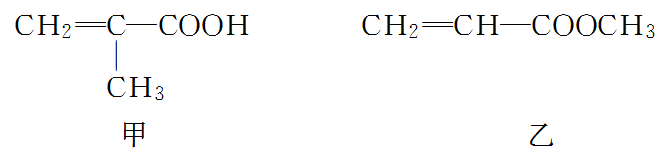 CH₂=C—COOH CH₂=CH—COOCH₃
CH₃
甲 乙